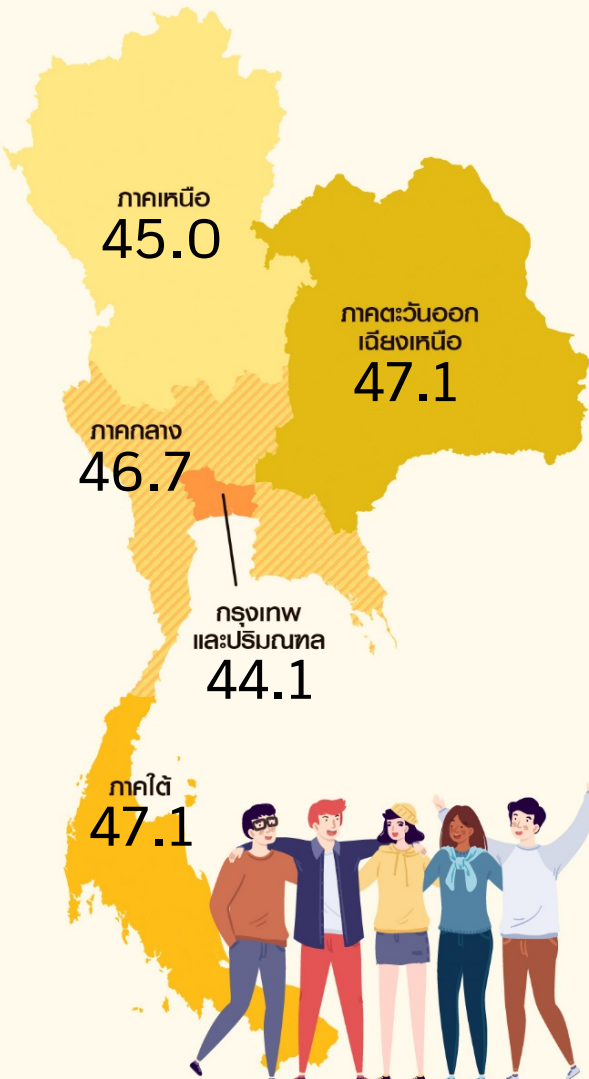 ภาคเหนือ
45.0
ภาคตะวันออก
เฉียงเหนือ
47.1
ภาคกลาง
46.7
กรุงเทพ
และปริมณฑล
44.1
ภาคใต้
47.1